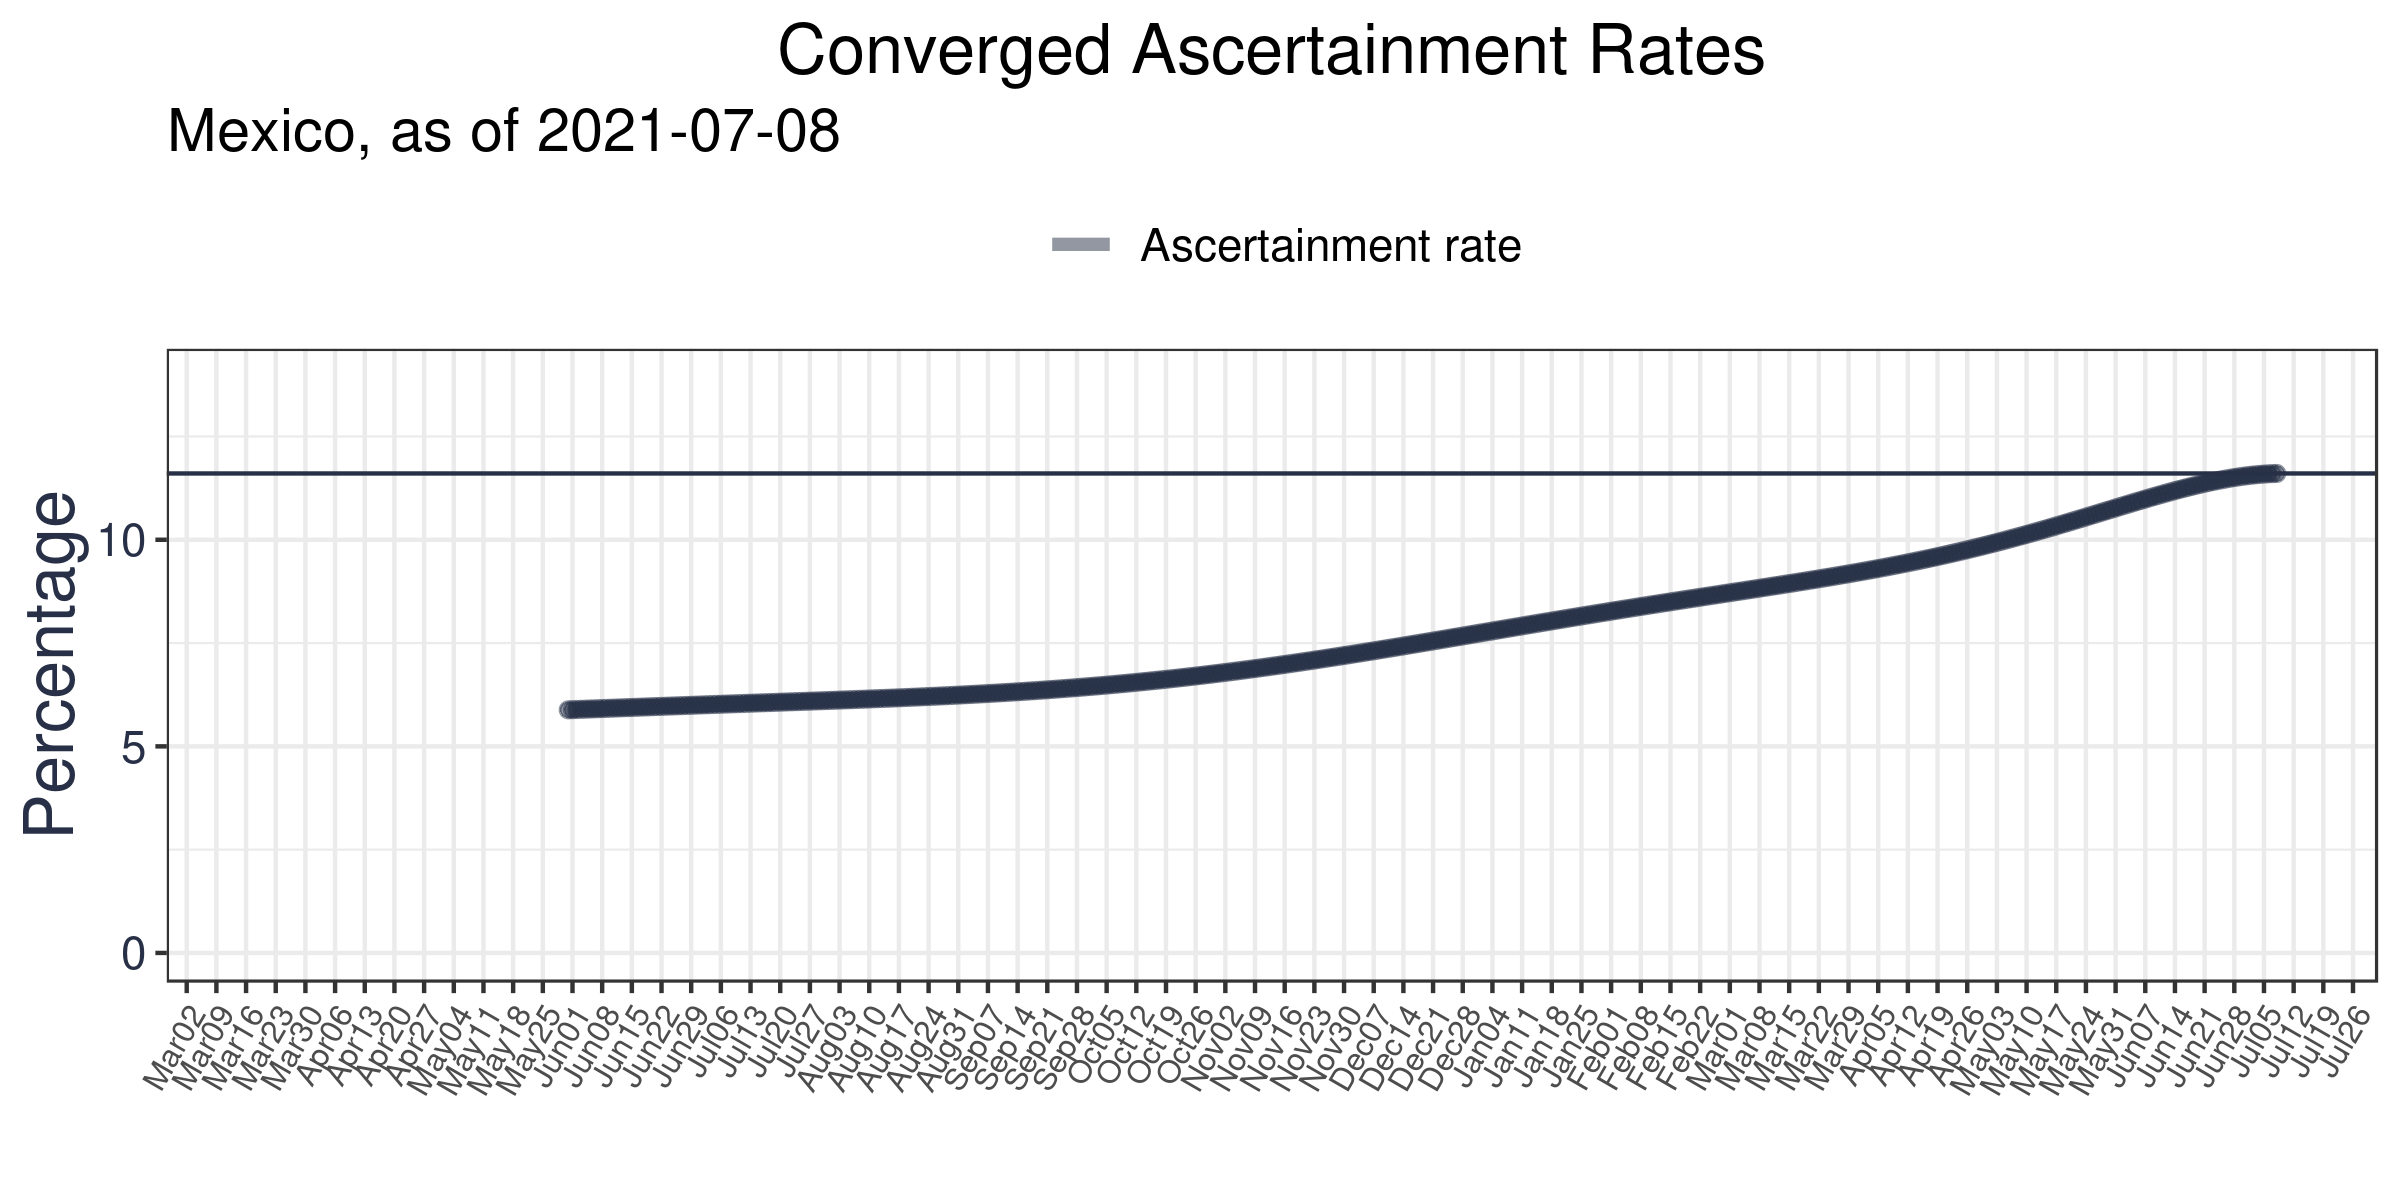 Converged Ascertainment Rates
Mexico, as of 2021-07-08
Ascertainment rate
Percentage
10
5
0
Mar02 Mar09 Mar16 Mar23 Mar30 Apr06 Apr13 Apr20 Apr27 May04 May11 May18 May25 Jun01 Jun08 Jun15 Jun22 Jun29 Jul06 Jul13 Jul20 Jul27 Aug03 Aug10 Aug17 Aug24 Aug31 Sep07 Sep14 Sep21 Sep28 Oct05 Oct12 Oct19 Oct26 Nov02 Nov09 Nov16 Nov23 Nov30 Dec07 Dec14 Dec21 Dec28 Jan04 Jan11 Jan18 Jan25 Feb01 Feb08 Feb15 Feb22 Mar01 Mar08 Mar15 Mar22 Mar29 Apr05 Apr12 Apr19 Apr26 May03 May10 May17 May24 May31 Jun07 Jun14 Jun21 Jun28 Jul05 Jul12 Jul19 Jul26